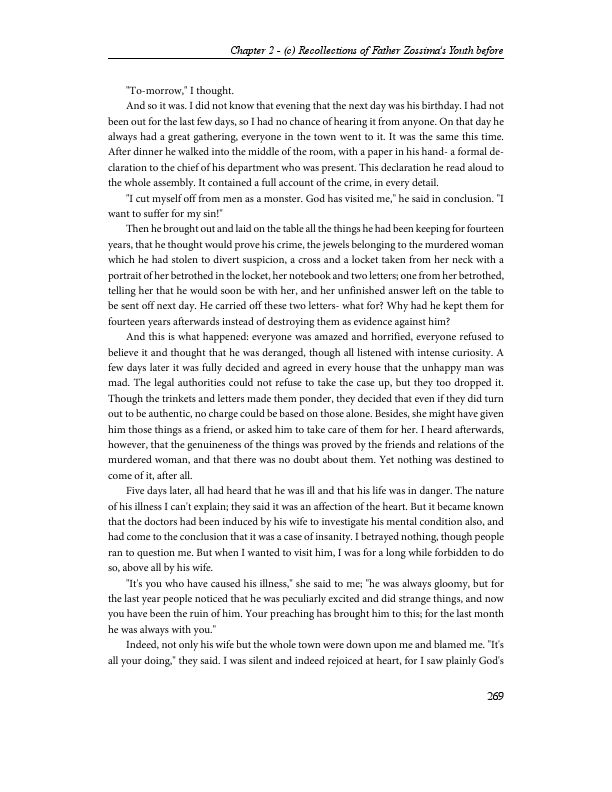 Chapter 2 - (c) Recollections of Father Zossima's Youth before
"To-morrow," I thought.
And so it was. I did not know that evening that the next day was his birthday. I had not
been out for the last few days, so I had no chance of hearing it from anyone. On that day he
always had a great gathering, everyone in the town went to it. It was the same this time.
After dinner he walked into the middle of the room, with a paper in his hand- a formal de-
claration to the chief of his department who was present. This declaration he read aloud to
the whole assembly. It contained a full account of the crime, in every detail.
"I cut myself off from men as a monster. God has visited me," he said in conclusion. "I
want to suffer for my sin!"
Then he brought out and laid on the table all the things he had been keeping for fourteen
years, that he thought would prove his crime, the jewels belonging to the murdered woman
which he had stolen to divert suspicion, a cross and a locket taken from her neck with a
portrait of her betrothed in the locket, her notebook and two letters; one from her betrothed,
telling her that he would soon be with her, and her unfinished answer left on the table to
be sent off next day. He carried off these two letters- what for? Why had he kept them for
fourteen years afterwards instead of destroying them as evidence against him?
And this is what happened: everyone was amazed and horrified, everyone refused to
believe it and thought that he was deranged, though all listened with intense curiosity. A
few days later it was fully decided and agreed in every house that the unhappy man was
mad. The legal authorities could not refuse to take the case up, but they too dropped it.
Though the trinkets and letters made them ponder, they decided that even if they did turn
out to be authentic, no charge could be based on those alone. Besides, she might have given
him those things as a friend, or asked him to take care of them for her. I heard afterwards,
however, that the genuineness of the things was proved by the friends and relations of the
murdered woman, and that there was no doubt about them. Yet nothing was destined to
come of it, after all.
Five days later, all had heard that he was ill and that his life was in danger. The nature
of his illness I can't explain; they said it was an affection of the heart. But it became known
that the doctors had been induced by his wife to investigate his mental condition also, and
had come to the conclusion that it was a case of insanity. I betrayed nothing, though people
ran to question me. But when I wanted to visit him, I was for a long while forbidden to do
so, above all by his wife.
"It's you who have caused his illness," she said to me; "he was always gloomy, but for
the last year people noticed that he was peculiarly excited and did strange things, and now
you have been the ruin of him. Your preaching has brought him to this; for the last month
he was always with you."
Indeed, not only his wife but the whole town were down upon me and blamed me. "It's
all your doing," they said. I was silent and indeed rejoiced at heart, for I saw plainly God's
269